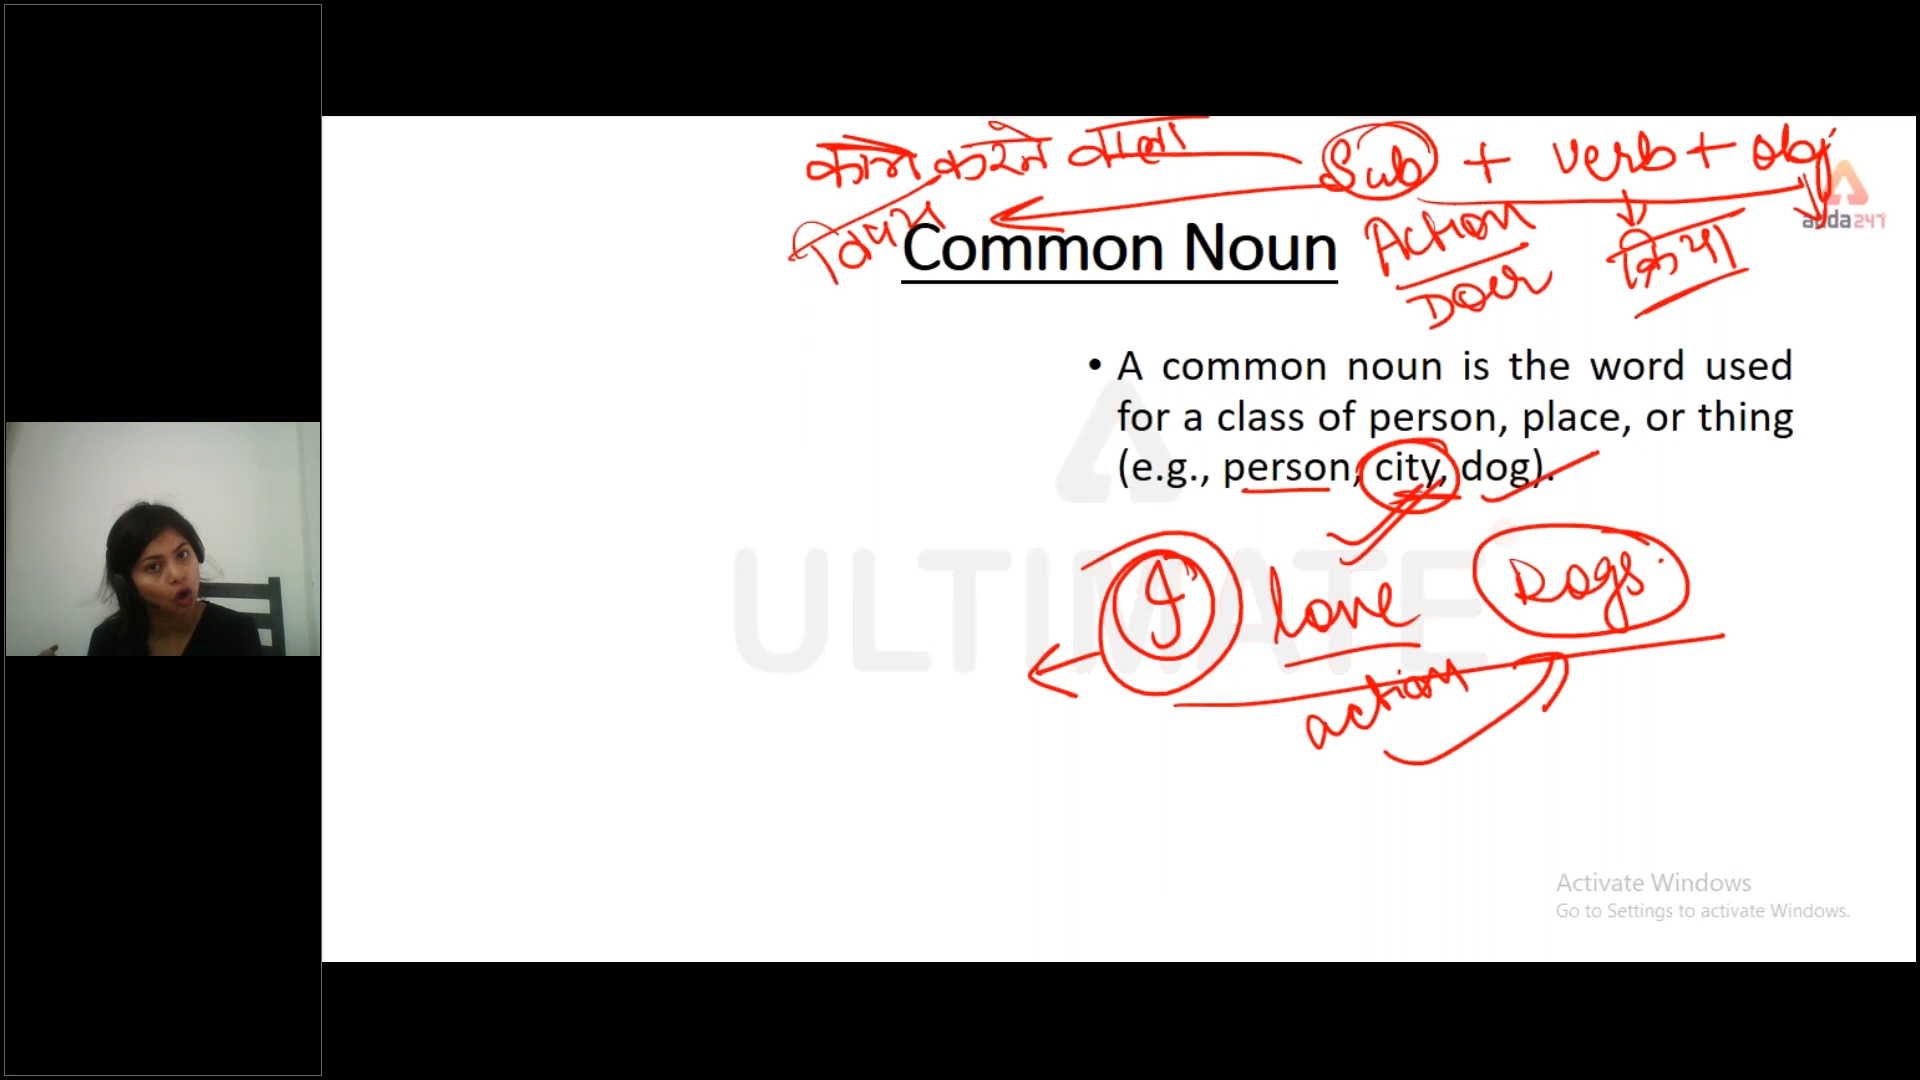 काम करने वाला Sub + verb + obj
विषय
adda247
Common Noun
Action
Doer
क्रिया
• A common noun is the word used
for a class of person, place, or thing
(e.g., person, city, dog).
I love Dogs.
ULTIMATE
action
Activate Windows
Go to Settings to activate Windows.